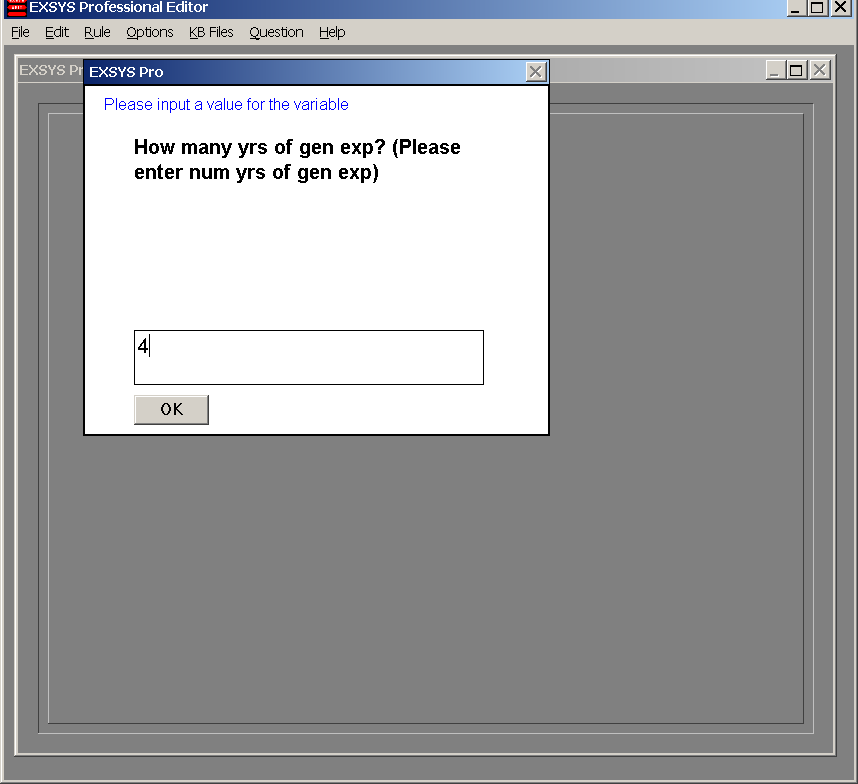 EXSYS Professional Editor
File Edit Rule Options KB Files Question Help
EXSYS Pr
EXSYS Pro
Please input a value for the variable
How many yrs of gen exp? (Please
enter num yrs of gen exp)
4
OK